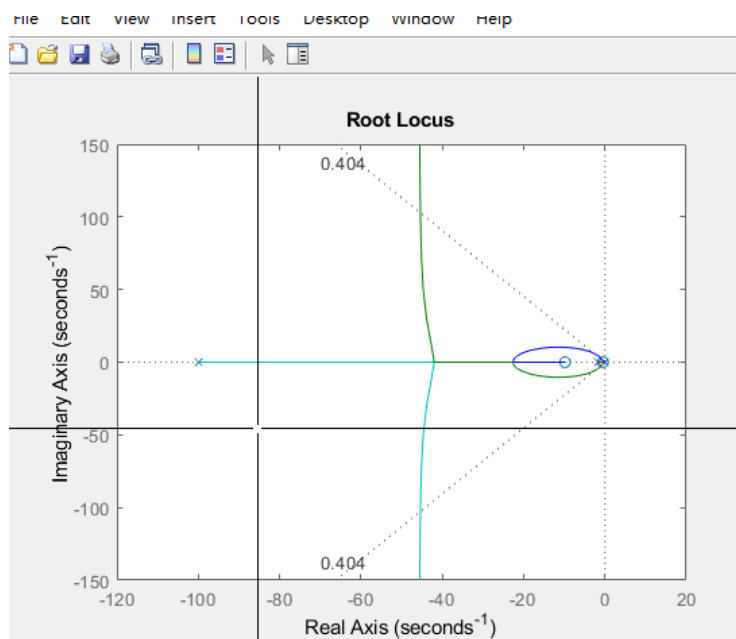 File Edit View Insert Tools Desktop Window Help
Root Locus
150
0.404
100
50
0
-50
-100
0.404
-150
-120 -100 -80 -60 -40 -20 0 20
Imaginary Axis (seconds⁻¹)
Real Axis (seconds⁻¹)